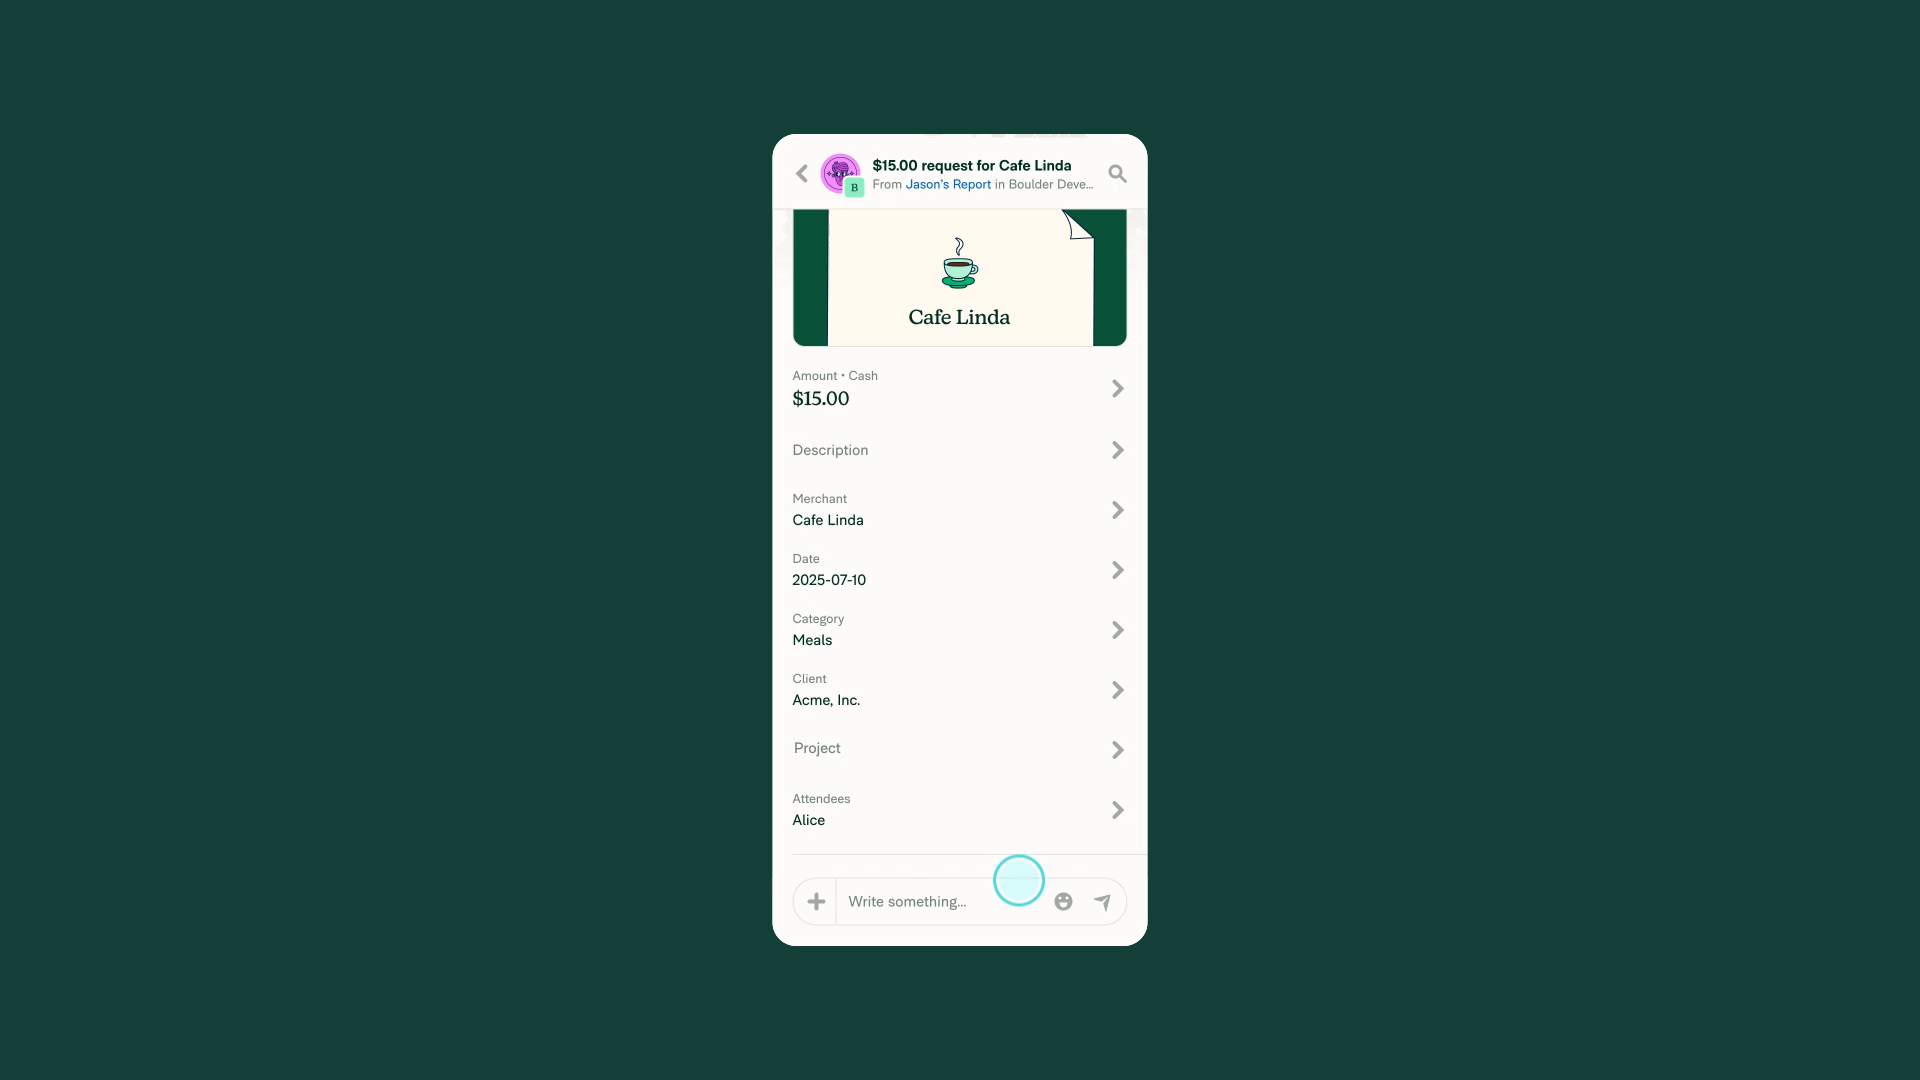 $15.00 request for Cafe Linda
From Jason's Report in Boulder Deve...
B
Cafe Linda
Amount • Cash
$15.00
Description
Merchant
Cafe Linda
Date
2025-07-10
Category
Meals
Client
Acme, Inc.
Project
Attendees
Alice
Write something...